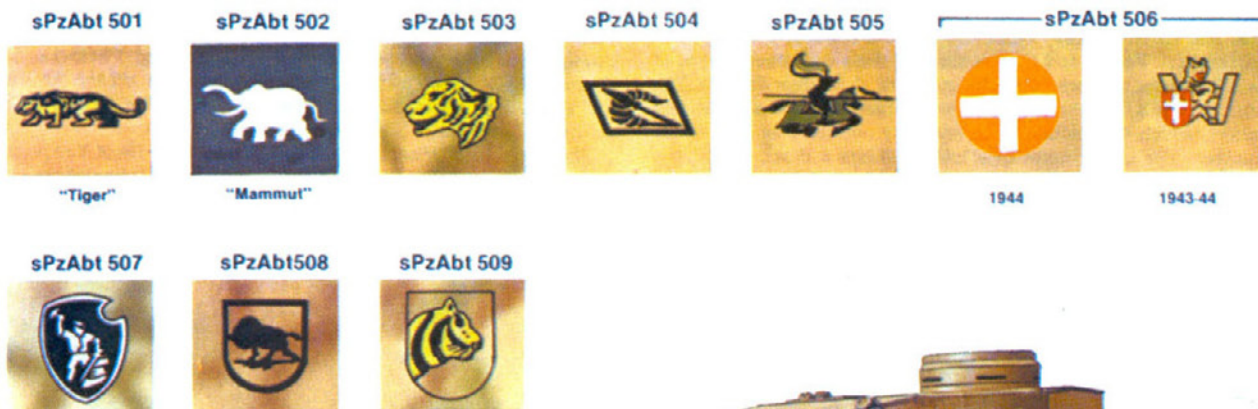 sPzAbt 501 sPzAbt 502 sPzAbt 503 sPzAbt 504 sPzAbt 505 sPzAbt 506
"Tiger" "Mammut" 1944 1943-44
sPzAbt 507 sPzAbt508 sPzAbt 509